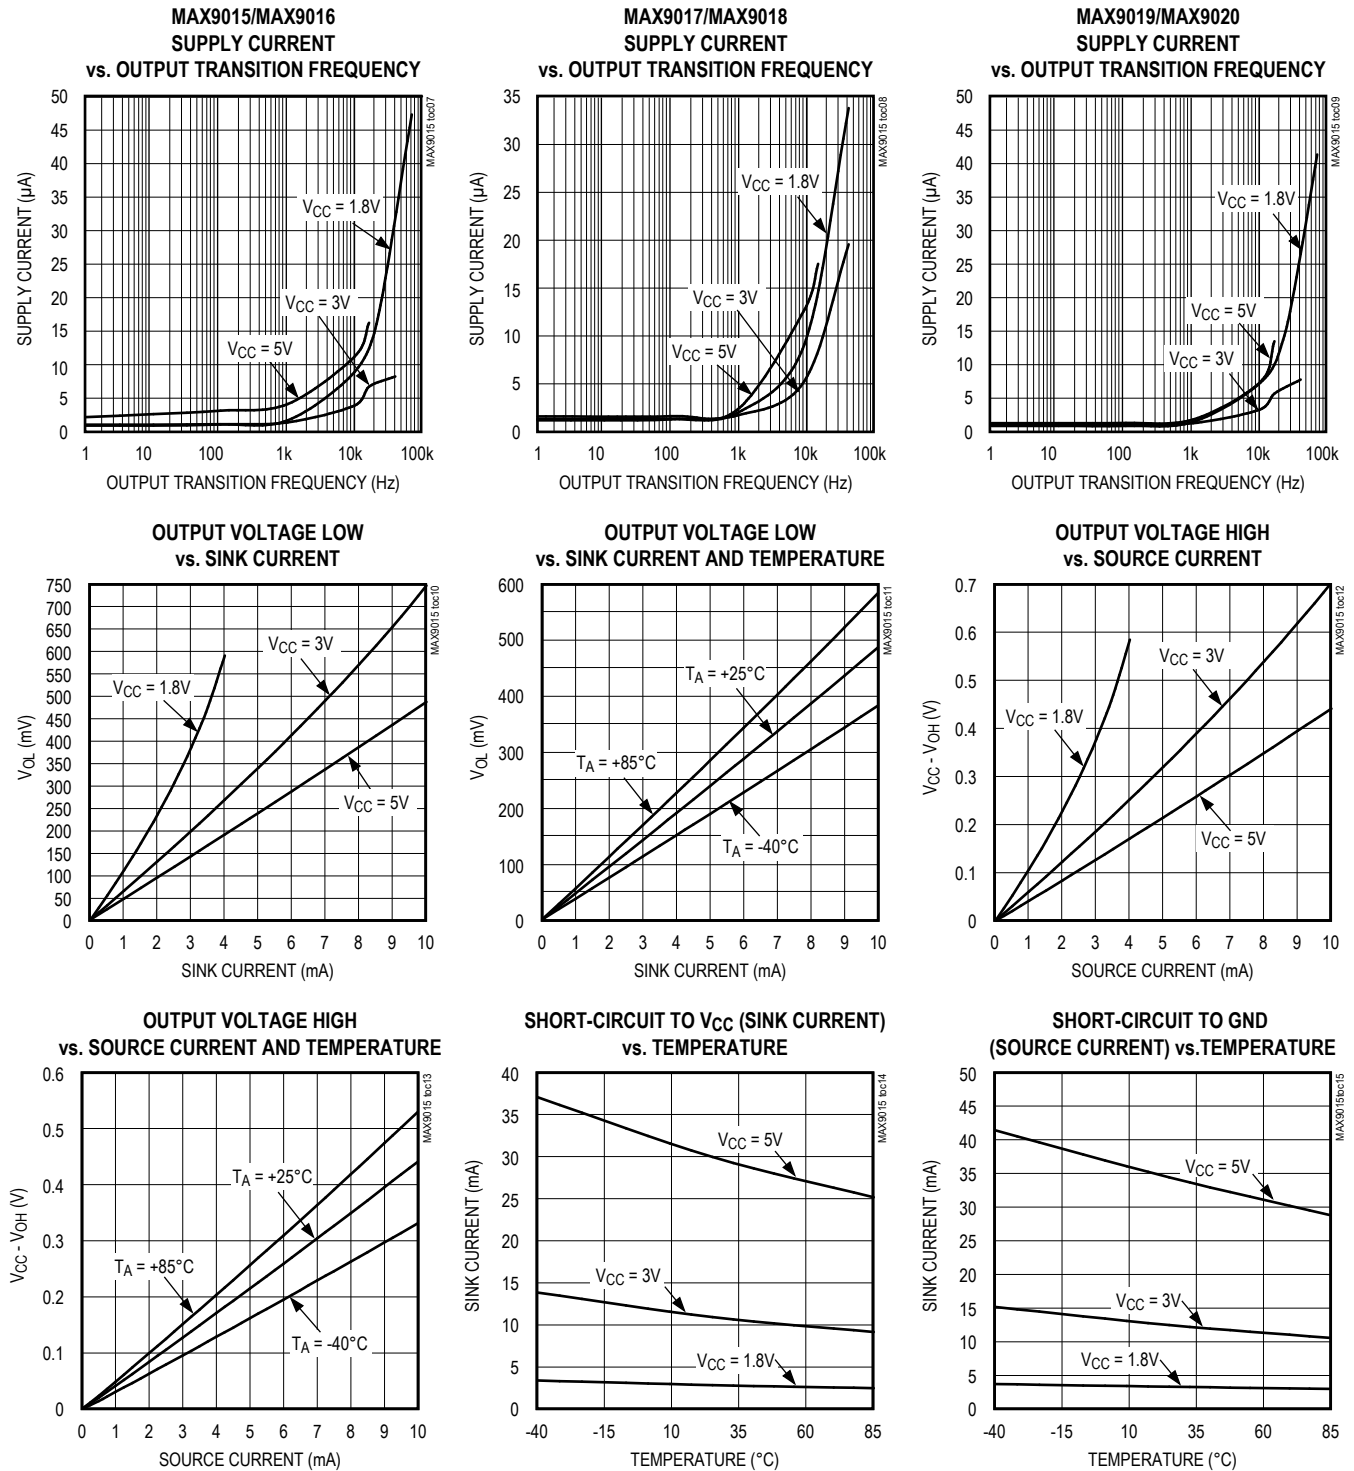 MAX9015/MAX9016
SUPPLY CURRENT
vs. OUTPUT TRANSITION FREQUENCY
50
45
40
35
30
25
20
15
10
5
0
SUPPLY CURRENT (µA)
VCC = 1.8V
VCC = 3V
VCC = 5V
1
10
100
1k
10k
100k
OUTPUT TRANSITION FREQUENCY (Hz)
MAX9015 toc07
MAX9017/MAX9018
SUPPLY CURRENT
vs. OUTPUT TRANSITION FREQUENCY
35
30
25
20
15
10
5
0
SUPPLY CURRENT (µA)
VCC = 1.8V
VCC = 3V
VCC = 5V
1
10
100
1k
10k
100k
OUTPUT TRANSITION FREQUENCY (Hz)
MAX9015 toc08
MAX9019/MAX9020
SUPPLY CURRENT
vs. OUTPUT TRANSITION FREQUENCY
50
45
40
35
30
25
20
15
10
5
0
SUPPLY CURRENT (µA)
VCC = 1.8V
VCC = 5V
VCC = 3V
1
10
100
1k
10k
100k
OUTPUT TRANSITION FREQUENCY (Hz)
MAX9015 toc09
OUTPUT VOLTAGE LOW
vs. SINK CURRENT
750
700
650
600
550
500
450
400
350
300
250
200
150
100
50
0
VOL (mV)
VCC = 3V
VCC = 1.8V
VCC = 5V
0 1 2 3 4 5 6 7 8 9 10
SINK CURRENT (mA)
MAX9015 toc10
OUTPUT VOLTAGE LOW
vs. SINK CURRENT AND TEMPERATURE
600
500
400
300
200
100
0
VOL (mV)
TA = +25°C
TA = +85°C
TA = -40°C
0 1 2 3 4 5 6 7 8 9 10
SINK CURRENT (mA)
MAX9015 toc11
OUTPUT VOLTAGE HIGH
vs. SOURCE CURRENT
0.7
0.6
0.5
0.4
0.3
0.2
0.1
0
VCC - VOH (V)
VCC = 3V
VCC = 1.8V
VCC = 5V
0 1 2 3 4 5 6 7 8 9 10
SOURCE CURRENT (mA)
MAX9015 toc12
OUTPUT VOLTAGE HIGH
vs. SOURCE CURRENT AND TEMPERATURE
0.6
0.5
0.4
0.3
0.2
0.1
0
VCC - VOH (V)
TA = +25°C
TA = +85°C
TA = -40°C
0 1 2 3 4 5 6 7 8 9 10
SOURCE CURRENT (mA)
MAX9015 toc13
SHORT-CIRCUIT TO VCC (SINK CURRENT)
vs. TEMPERATURE
40
35
30
25
20
15
10
5
0
SINK CURRENT (mA)
VCC = 5V
VCC = 3V
VCC = 1.8V
-40 -15 10 35 60 85
TEMPERATURE (°C)
MAX9015 toc14
SHORT-CIRCUIT TO GND
(SOURCE CURRENT) vs.TEMPERATURE
50
45
40
35
30
25
20
15
10
5
0
SINK CURRENT (mA)
VCC = 5V
VCC = 3V
VCC = 1.8V
-40 -15 10 35 60 85
TEMPERATURE (°C)
MAX9015toc15